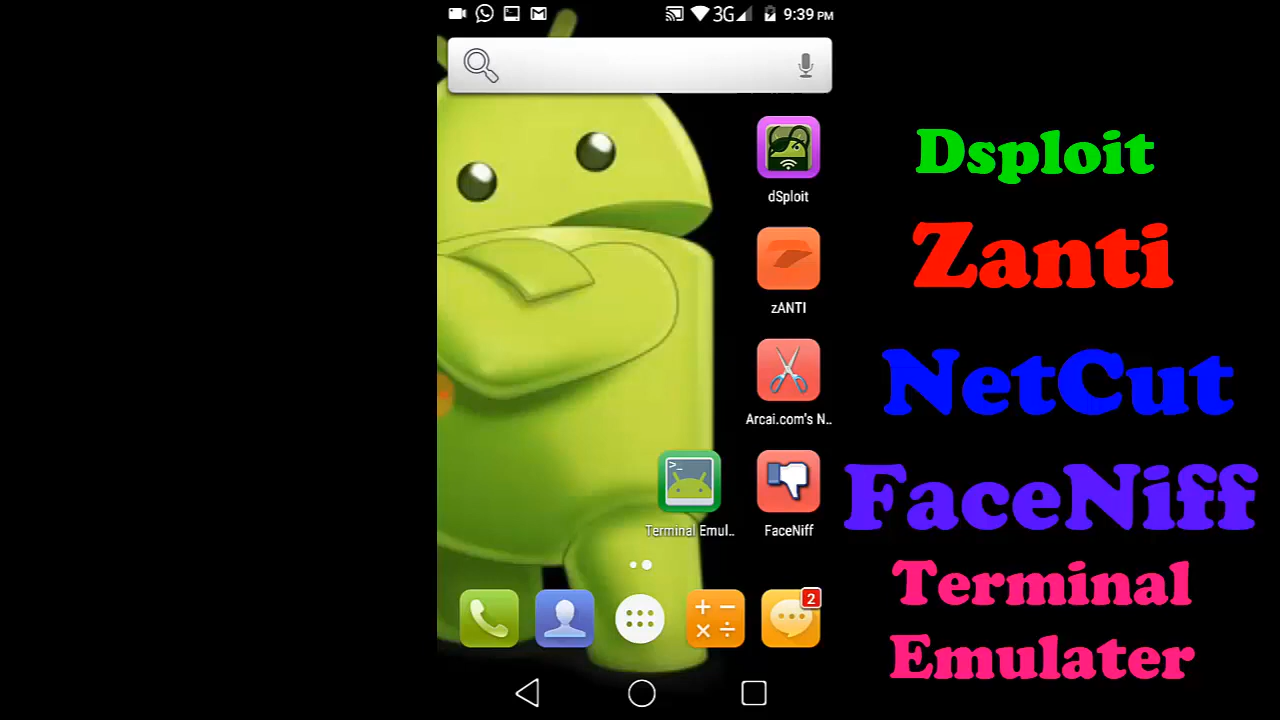 3G 9:39 PM
dSploit
zANTI
Arcai.com's N..
Terminal Emul.. FaceNiff
2
Dsploit
Zanti
NetCut
FaceNiff
Terminal
Emulater